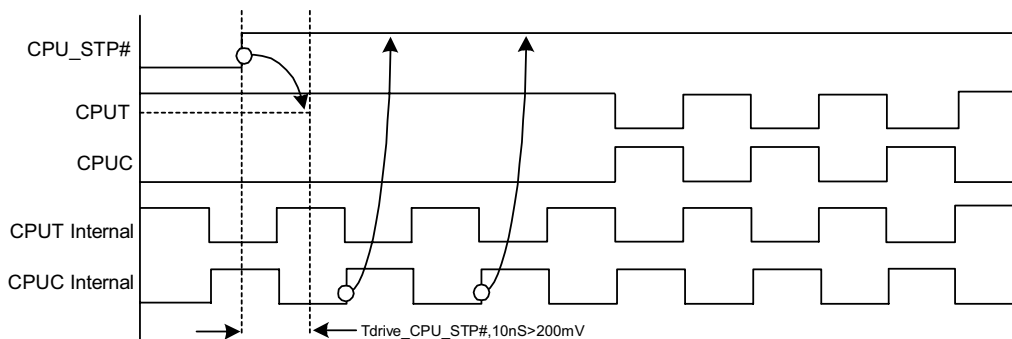 CPU_STP#
CPUT
CPUC
CPUT Internal
CPUC Internal
Tdrive_CPU_STP#,10nS>200mV